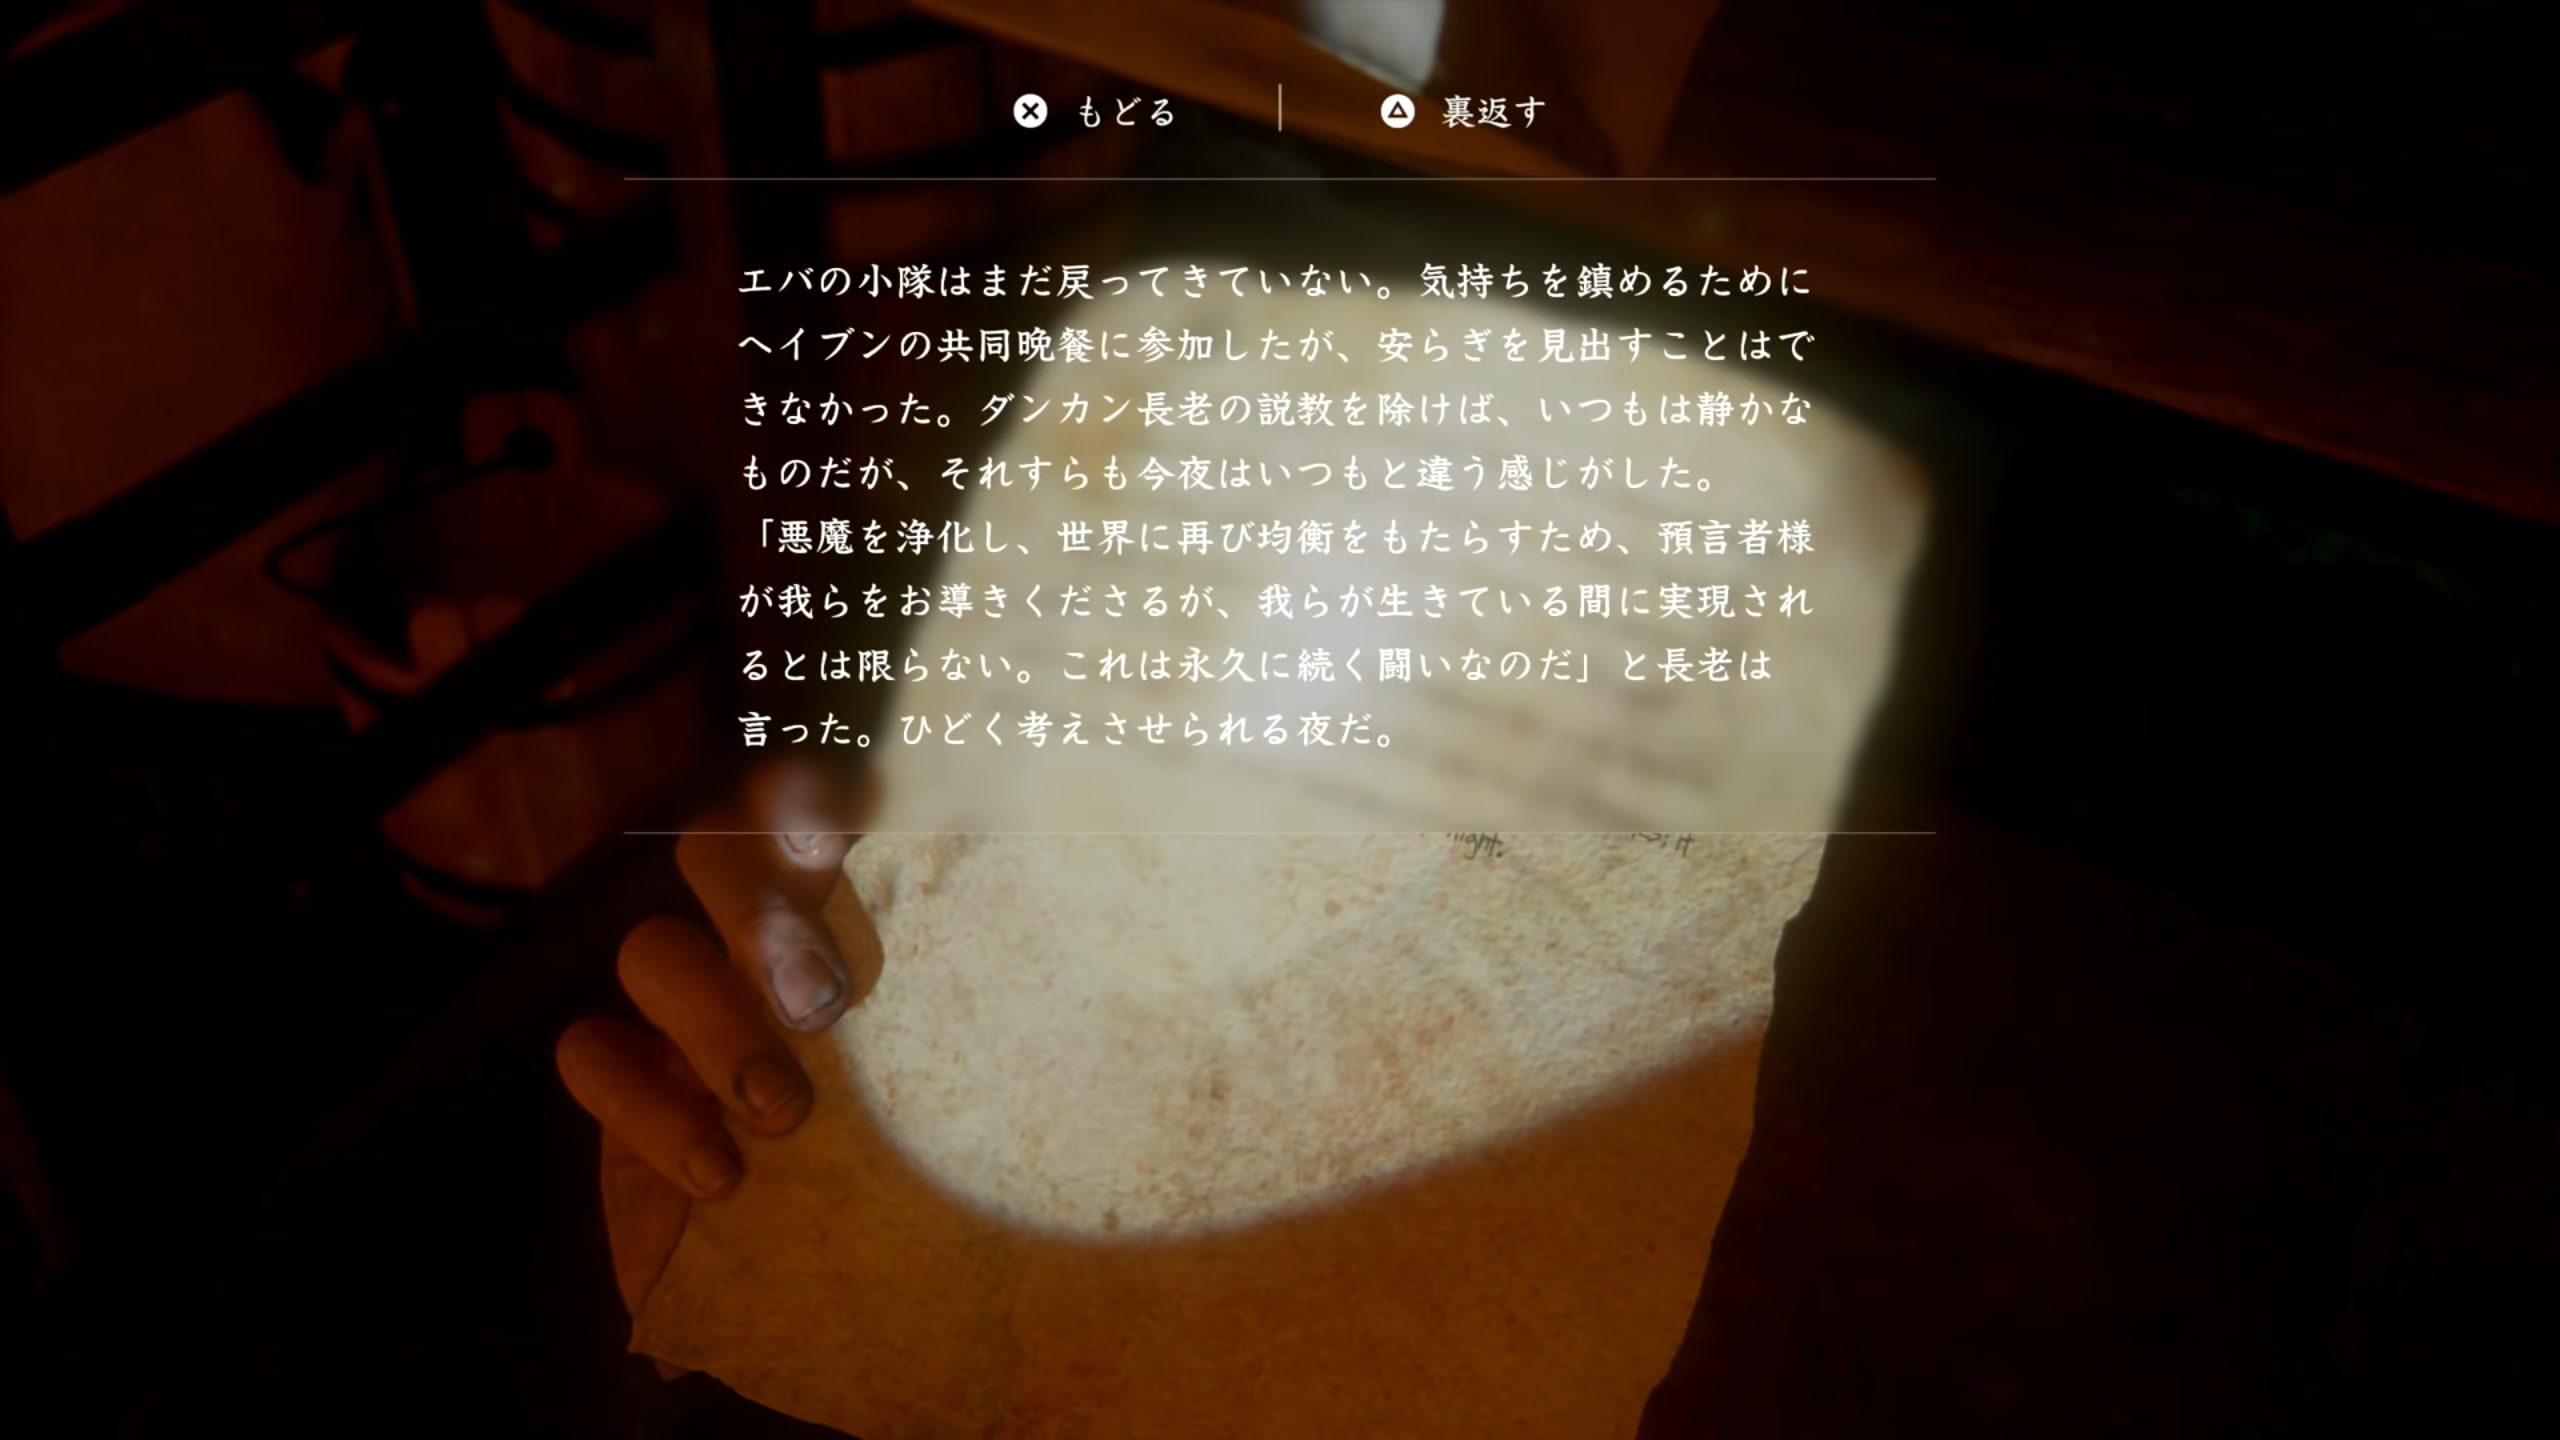 もどる
裏返す
エバの小隊はまだ戻ってきていない。気持ちを鎮めるために
ヘイブンの共同晩餐に参加したが、安らぎを見出すことはで
きなかった。ダンカン長老の説教を除けば、いつもは静かな
ものだが、それすらも今夜はいつもと違う感じがした。
「悪魔を浄化し、世界に再び均衡をもたらすため、預言者様
が我らをお導きくださるが、我らが生きている間に実現され
るとは限らない。これは永久に続く闘いなのだ」と長老は
言った。ひどく考えさせられる夜だ。
it